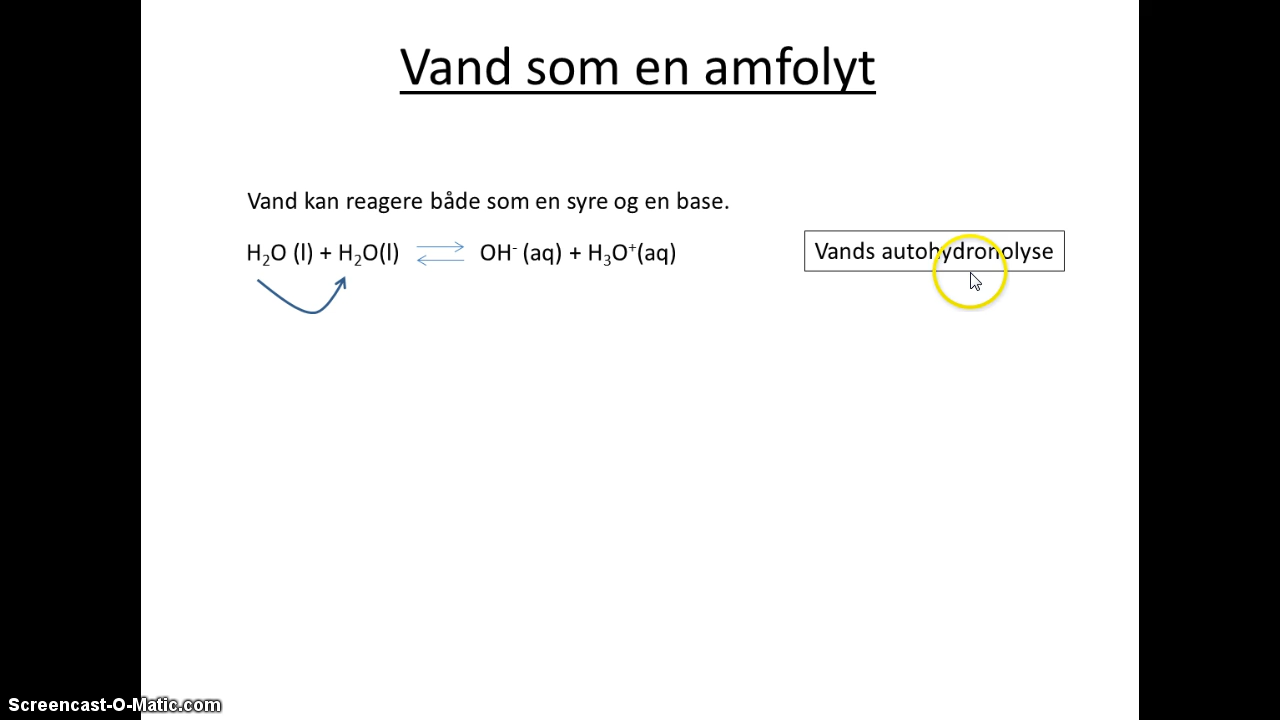 Vand som en amfolyt
Vand kan reagere både som en syre og en base.
H₂O (l) + H₂O(l) ⇌ OH⁻ (aq) + H₃O⁺(aq)
Vands autohydronolyse
Screencast-O-Matic.com